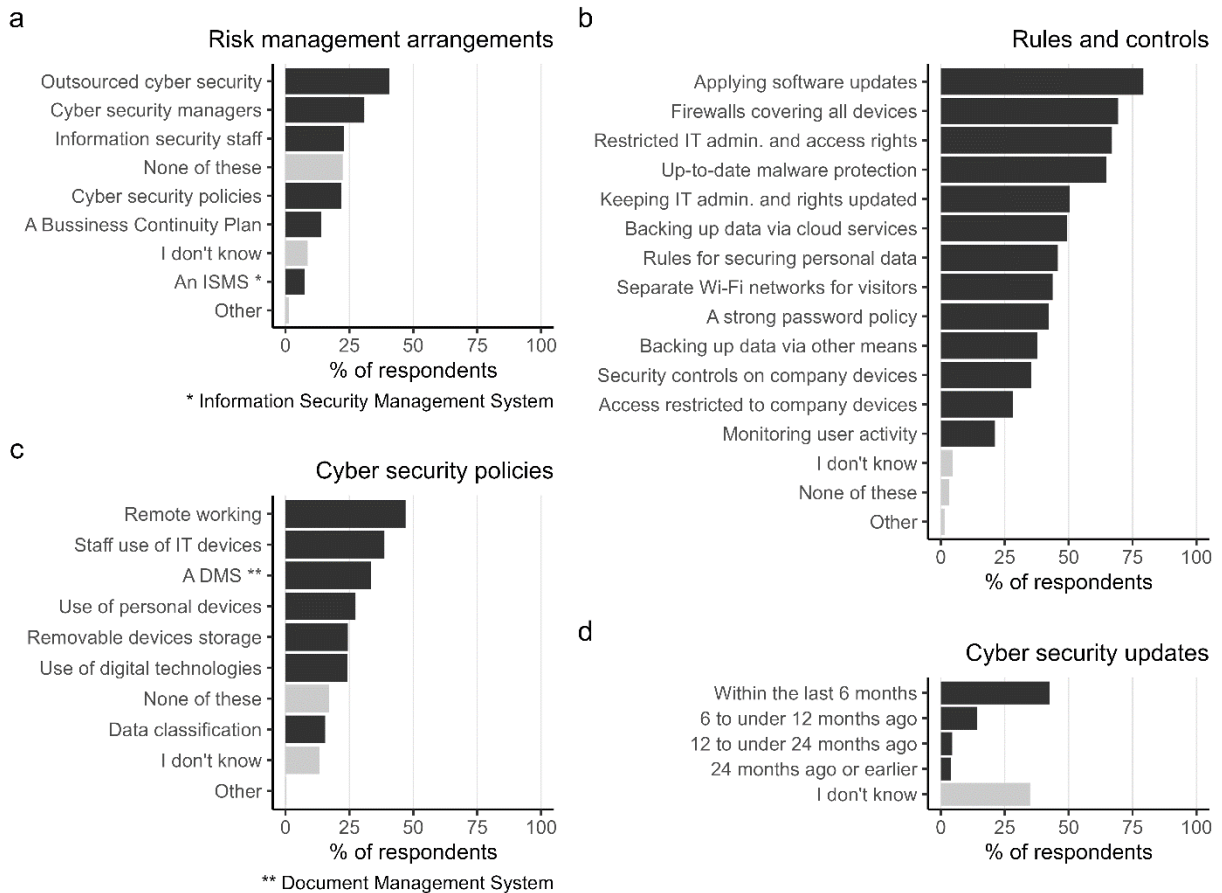 a
Risk management arrangements
Outsourced cyber security
Cyber security managers
Information security staff
None of these
Cyber security policies
A Bussiness Continuity Plan
I don't know
An ISMS *
Other
0 25 50 75 100
% of respondents
* Information Security Management System
b
Rules and controls
Applying software updates
Firewalls covering all devices
Restricted IT admin. and access rights
Up-to-date malware protection
Keeping IT admin. and rights updated
Backing up data via cloud services
Rules for securing personal data
Separate Wi-Fi networks for visitors
A strong password policy
Backing up data via other means
Security controls on company devices
Access restricted to company devices
Monitoring user activity
I don't know
None of these
Other
0 25 50 75 100
% of respondents
c
Cyber security policies
Remote working
Staff use of IT devices
A DMS **
Use of personal devices
Removable devices storage
Use of digital technologies
None of these
Data classification
I don't know
Other
0 25 50 75 100
% of respondents
** Document Management System
d
Cyber security updates
Within the last 6 months
6 to under 12 months ago
12 to under 24 months ago
24 months ago or earlier
I don't know
0 25 50 75 100
% of respondents